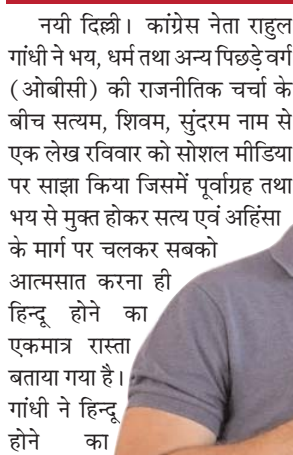 नयी दिल्ली। कांग्रेस नेता राहुल
गांधी ने भय, धर्म तथा अन्य पिछड़े वर्ग
(ओबीसी) की राजनीतिक चर्चा के
बीच सत्यम, शिवम, सुंदरम नाम से
एक लेख रविवार को सोशल मीडिया
पर साझा किया जिसमें पूर्वाग्रह तथा
भय से मुक्त होकर सत्य एवं अहिंसा
के मार्ग पर चलकर सबको
आत्मसात करना ही
हिन्दू होने का
एकमात्र रास्ता
बताया गया है।
गांधी ने हिन्दू
होने का